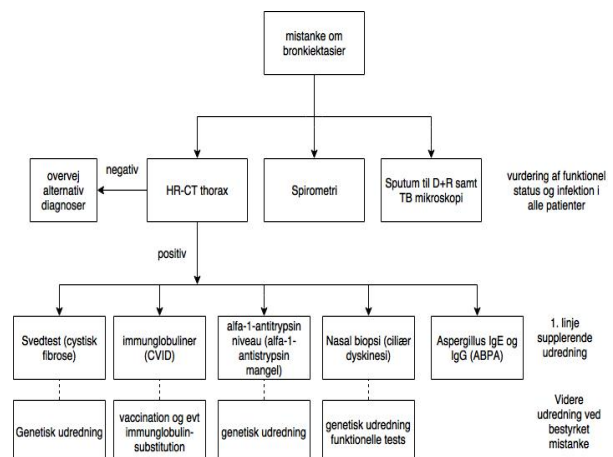 mistanke om
bronkiektasier
negativ
overvej
alternativ
diagnoser
HR-CT thorax
Spirometri
Sputum til D+R samt
TB mikroskopi
vurdering af funktionel
status og infektion i
alle patienter
positiv
Svedtest (cystisk
fibrose)
immunglobuliner
(CVID)
alfa-1-antitrypsin
niveau (alfa-1-
antistrypsin
mangel)
Nasal biopsi (ciliær
dyskinesi)
Aspergillus IgE og
IgG (ABPA)
1. linje
supplerende
udredning
Genetisk udredning
vaccination og evt
immunglobulin-
substitution
genetisk udredning
genetisk udredning
funktionelle tests
Videre
udredning ved
bestyrket
mistanke